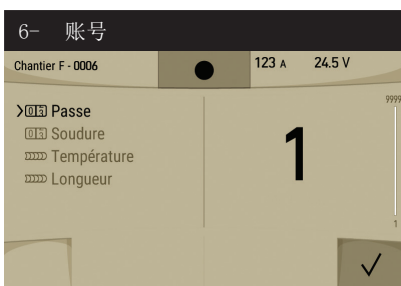 6- 账号
Chantier F - 0006 123 A 24.5 V
Passe
Soudure
Température
Longueur
1
9999
1